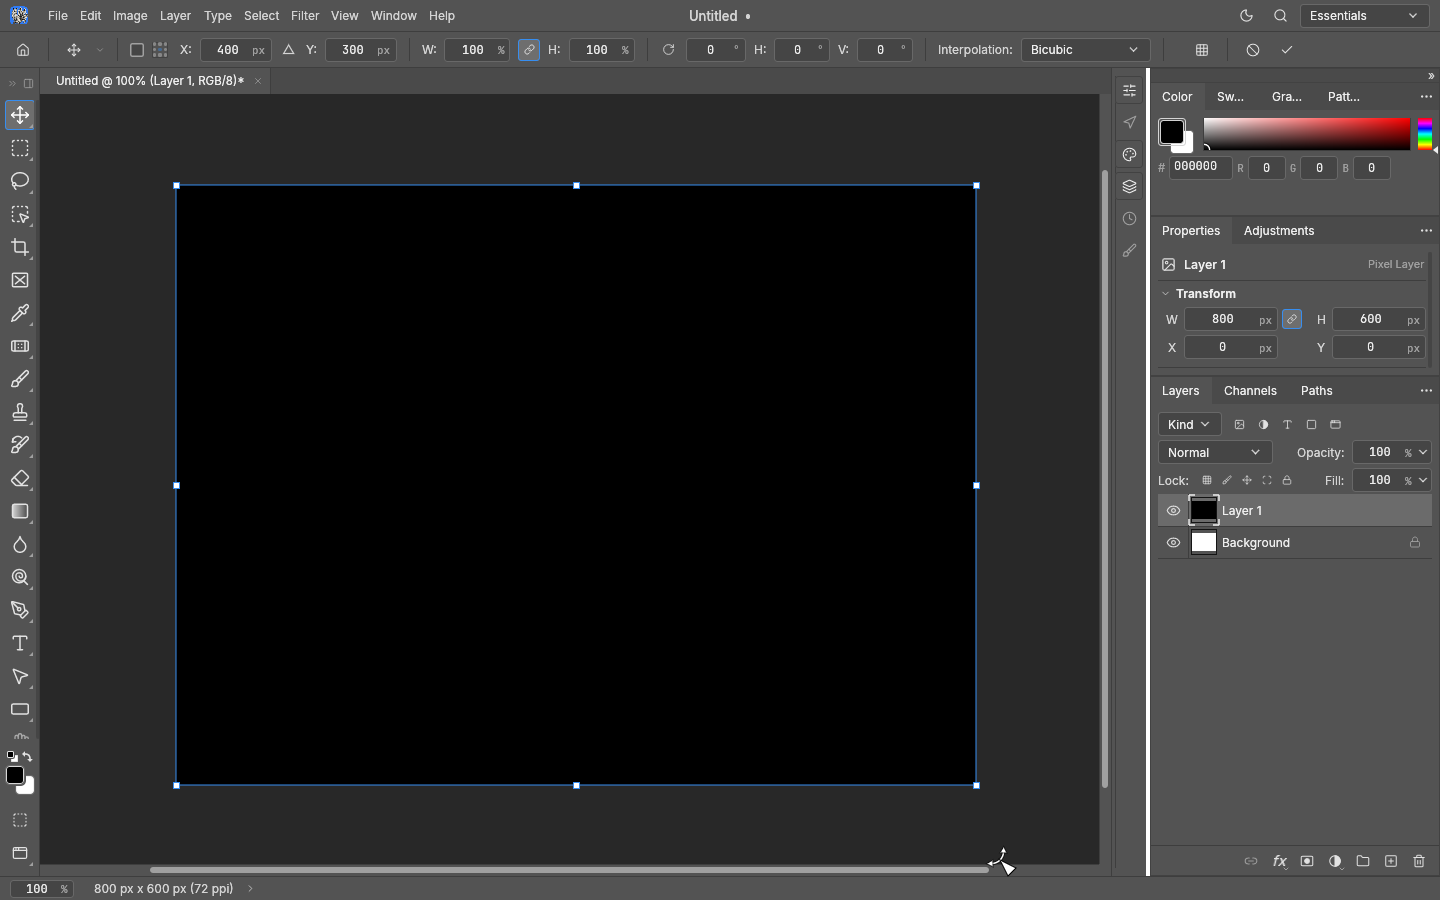 File Edit Image Layer Type Select Filter View Window Help
Untitled •
Essentials
X: 400 px Y: 300 px W: 100 % H: 100 % 0 ° H: 0 ° V: 0 ° Interpolation: Bicubic
Untitled @ 100% (Layer 1, RGB/8)* ×
Color Sw... Gra... Patt...
# 000000 R 0 G 0 B 0
Properties Adjustments
Layer 1 Pixel Layer
Transform
W 800 px H 600 px
X 0 px Y 0 px
Layers Channels Paths
Kind T
Normal Opacity: 100 %
Lock: Fill: 100 %
Layer 1
Background
fx
100 % 800 px x 600 px (72 ppi)